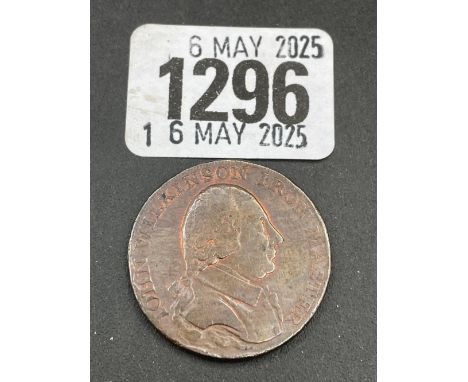 6 MAY 2025
1296
1 6 MAY 2025
JOHN WILKINSON IRON MASTER